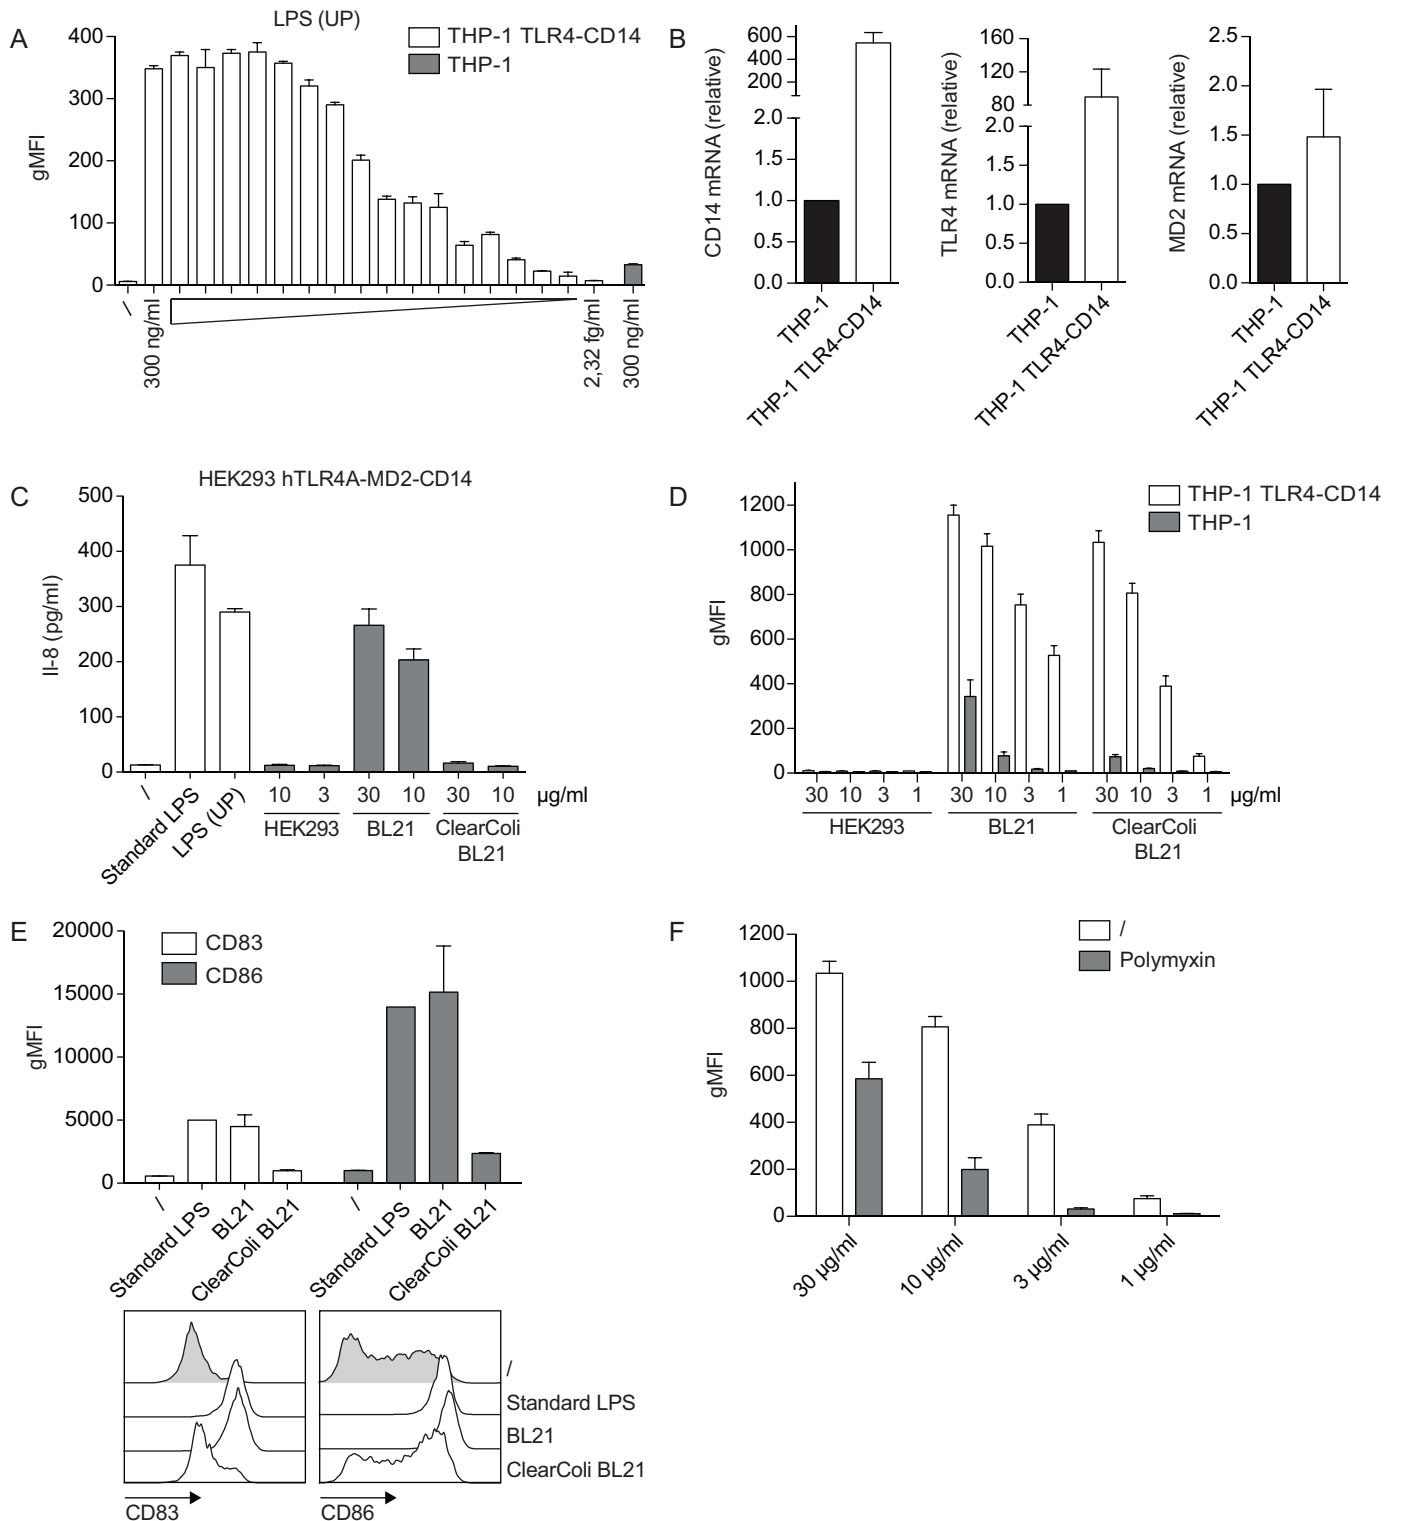 A
LPS (UP)
THP-1 TLR4-CD14
THP-1
gMFI
400
300
200
100
0
/
300 ng/ml
2,32 fg/ml
300 ng/ml
B
CD14 mRNA (relative)
600
400
200
2.0
1.5
1.0
0.5
0.0
THP-1
THP-1 TLR4-CD14
TLR4 mRNA (relative)
160
120
80
2.0
1.5
1.0
0.5
0.0
THP-1
THP-1 TLR4-CD14
MD2 mRNA (relative)
2.5
2.0
1.5
1.0
0.5
0.0
THP-1
THP-1 TLR4-CD14
C
HEK293 hTLR4A-MD2-CD14
Il-8 (pg/ml)
500
400
300
200
100
0
/
Standard LPS
LPS (UP)
10 3 30 10 30 10 µg/ml
HEK293 BL21 ClearColi
BL21
D
THP-1 TLR4-CD14
THP-1
gMFI
1200
1000
800
600
400
200
0
30 10 3 1 30 10 3 1 30 10 3 1 µg/ml
HEK293 BL21 ClearColi
BL21
E
CD83
CD86
gMFI
20000
15000
10000
5000
0
/
Standard LPS
BL21
ClearColi BL21
/
Standard LPS
BL21
ClearColi BL21
/
Standard LPS
BL21
ClearColi BL21
CD83
CD86
F
/
Polymyxin
gMFI
1200
1000
800
600
400
200
0
30 µg/ml
10 µg/ml
3 µg/ml
1 µg/ml